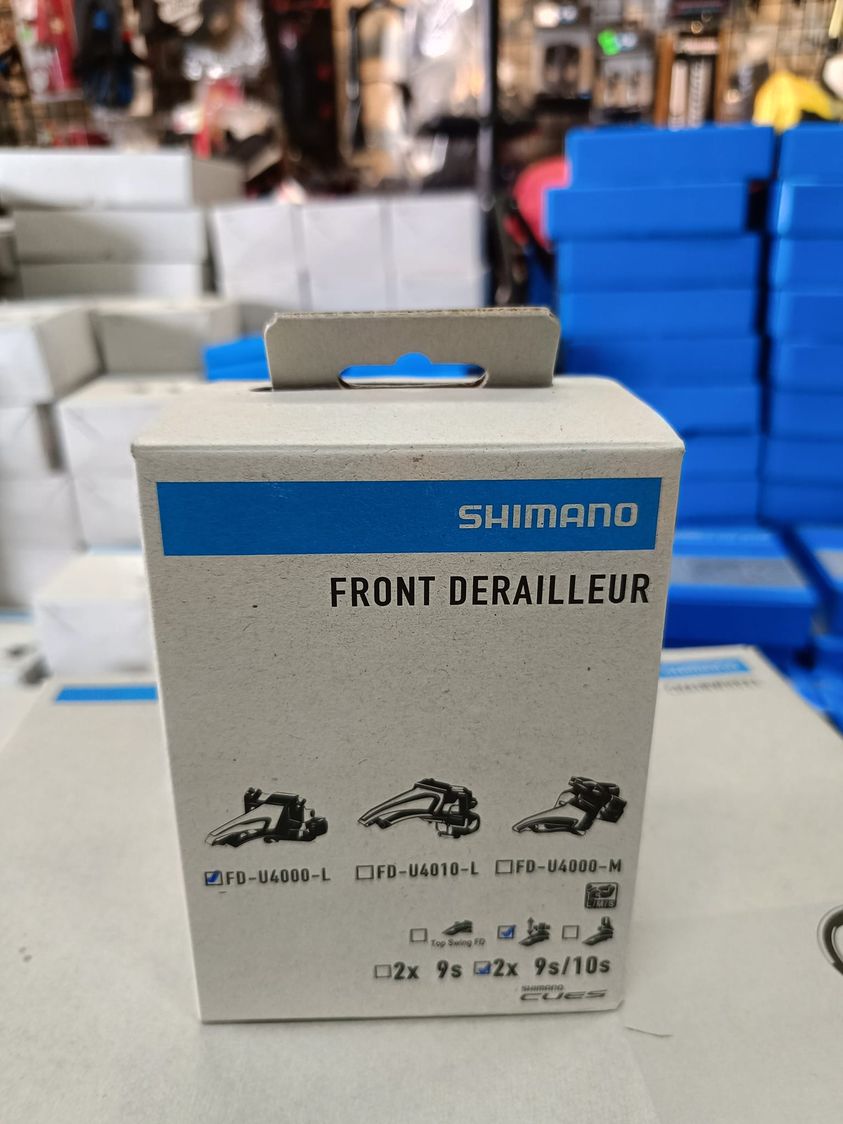 SHIMANO
FRONT DERAILLEUR
FD-U4000-L FD-U4010-L FD-U4000-M
L/M/S
Top Swing FD
2x 9s 2x 9s/10s
SHIMANO
CUES
SHIMANO